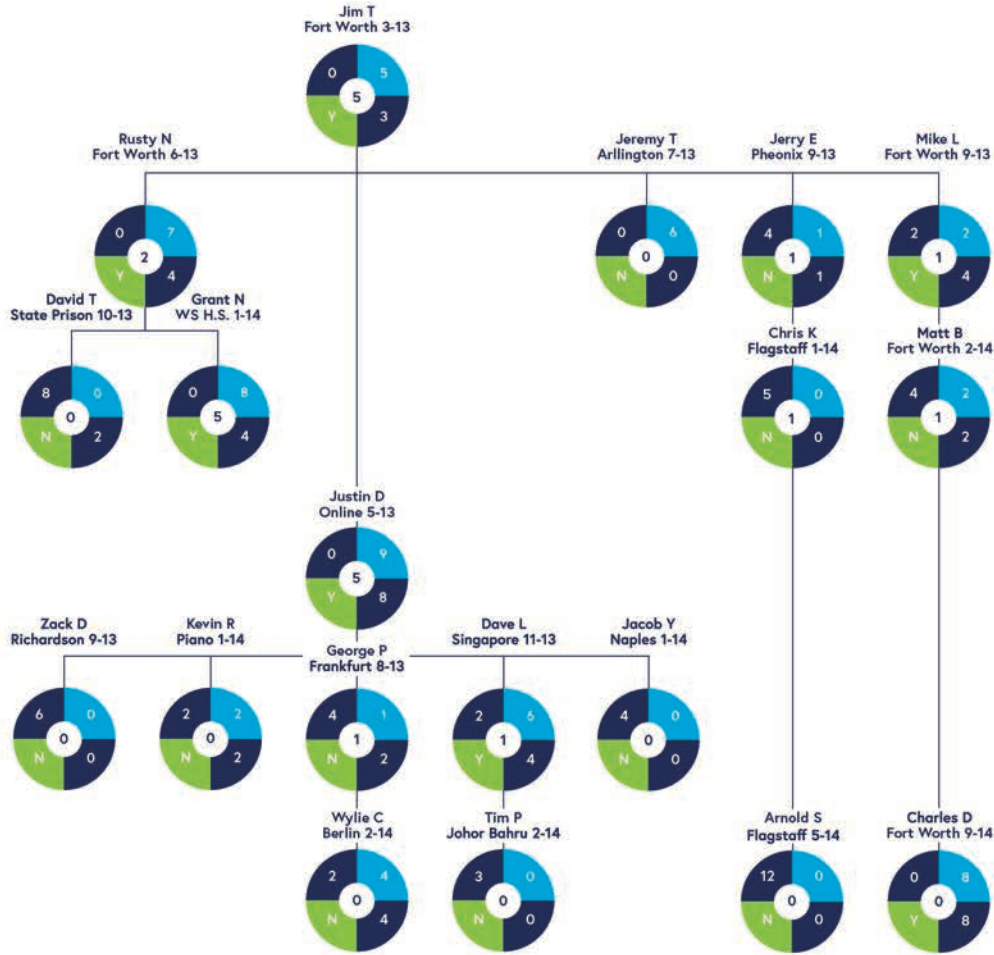 Jim T
Fort Worth 3-13
0 5
5
Y 3
Rusty N
Fort Worth 6-13
Jeremy T
Arllington 7-13
Jerry E
Pheonix 9-13
Mike L
Fort Worth 9-13
0 7
2
Y 4
0 6
0
N 0
4 1
1
N 1
2 2
1
Y 4
David T
State Prison 10-13
Grant N
WS H.S. 1-14
Chris K
Flagstaff 1-14
Matt B
Fort Worth 2-14
8 0
0
N 2
0 8
5
Y 4
5 0
1
N 0
4 2
1
N 2
Justin D
Online 5-13
0 9
5
Y 8
Zack D
Richardson 9-13
Kevin R
Piano 1-14
George P
Frankfurt 8-13
Dave L
Singapore 11-13
Jacob Y
Naples 1-14
6 0
0
N 0
2 2
0
N 2
4 1
1
N 2
2 6
1
Y 4
4 0
0
N 0
Wylie C
Berlin 2-14
Tim P
Johor Bahru 2-14
Arnold S
Flagstaff 5-14
Charles D
Fort Worth 9-14
2 4
0
N 4
3 0
0
N 0
12 0
0
N 0
0 8
0
Y 8